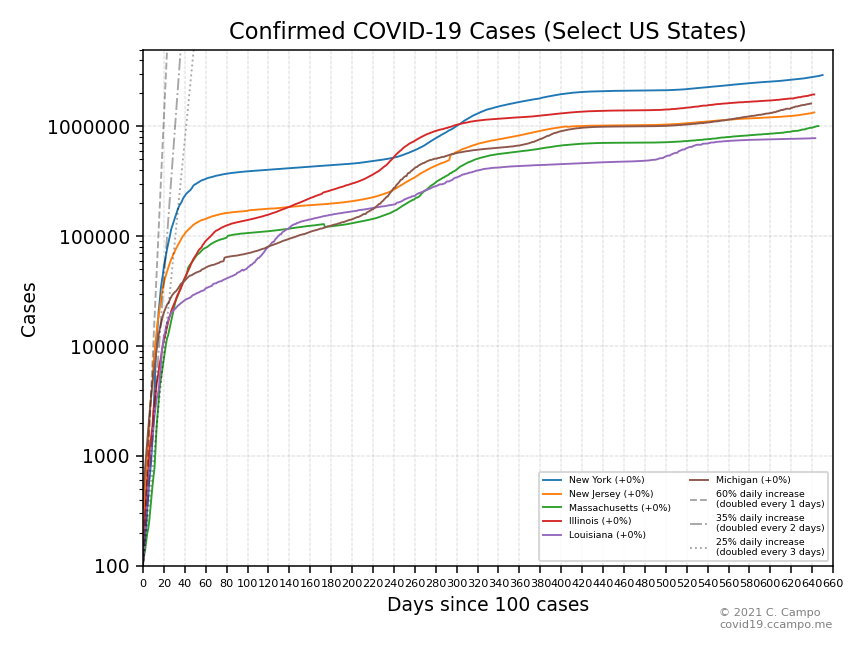 Confirmed COVID-19 Cases (Select US States)
Cases
1000000
100000
10000
1000
100
0 20 40 60 80 100 120 140 160 180 200 220 240 260 280 300 320 340 360 380 400 420 440 460 480 500 520 540 560 580 600 620 640 660
Days since 100 cases
New York (+0%)
New Jersey (+0%)
Massachusetts (+0%)
Illinois (+0%)
Louisiana (+0%)
Michigan (+0%)
60% daily increase
(doubled every 1 days)
35% daily increase
(doubled every 2 days)
25% daily increase
(doubled every 3 days)
© 2021 C. Campo
covid19.ccampo.me